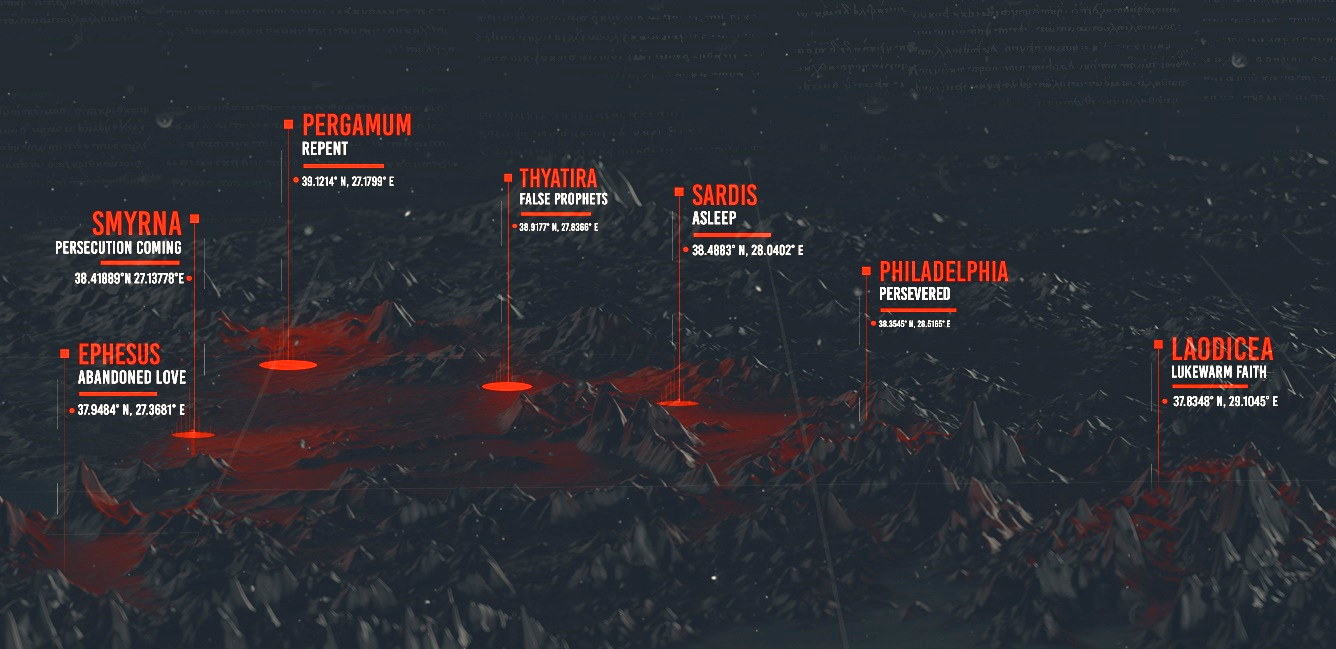 PERGAMUM
REPENT
39.1214° N, 27.1799° E
THYATIRA
FALSE PROPHETS
38.9177° N, 27.8366° E
SARDIS
ASLEEP
38.4883° N, 28.0402° E
SMYRNA
PERSECUTION COMING
38.41889°N 27.13778°E
PHILADELPHIA
PERSEVERED
38.3545° N, 28.5165° E
EPHESUS
ABANDONED LOVE
37.9484° N, 27.3681° E
LAODICEA
LUKEWARM FAITH
37.8348° N, 29.1045° E